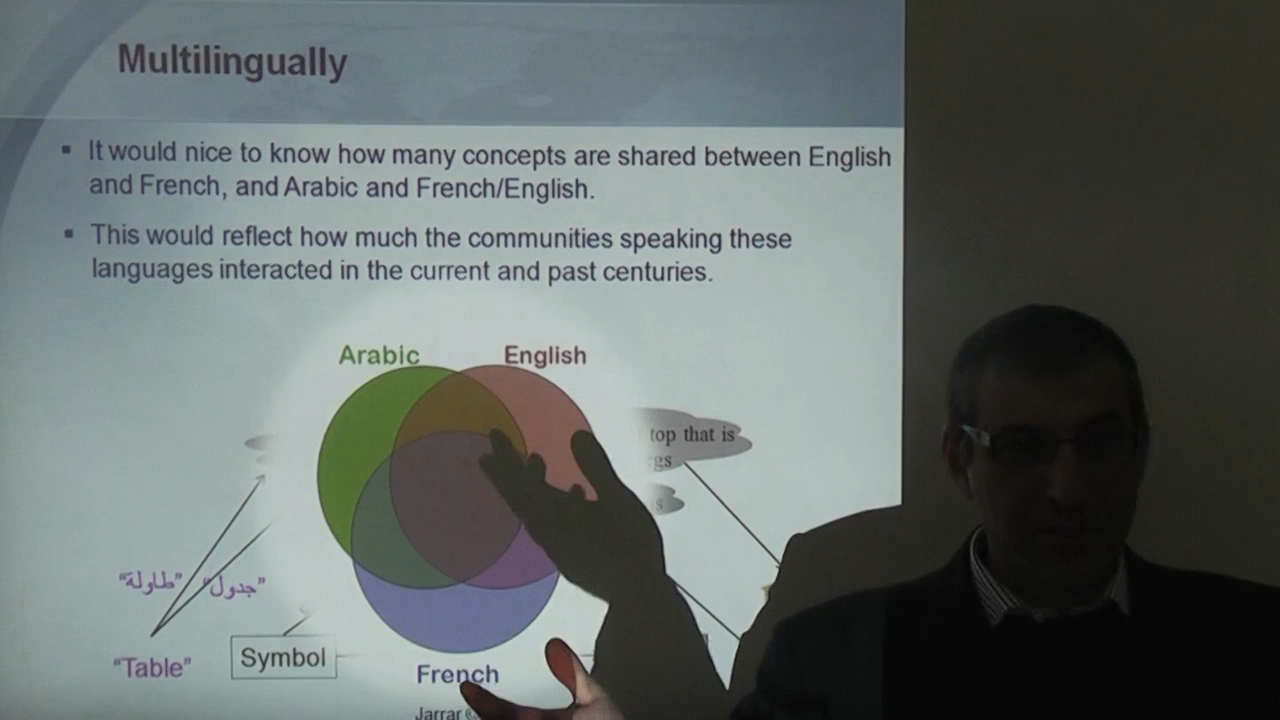 Multilingually
▪ It would nice to know how many concepts are shared between English
and French, and Arabic and French/English.
▪ This would reflect how much the communities speaking these
languages interacted in the current and past centuries.
Arabic English
top that is
gs
s
"طاولة" "جدول"
"Table" Symbol
French
Jarrar ©